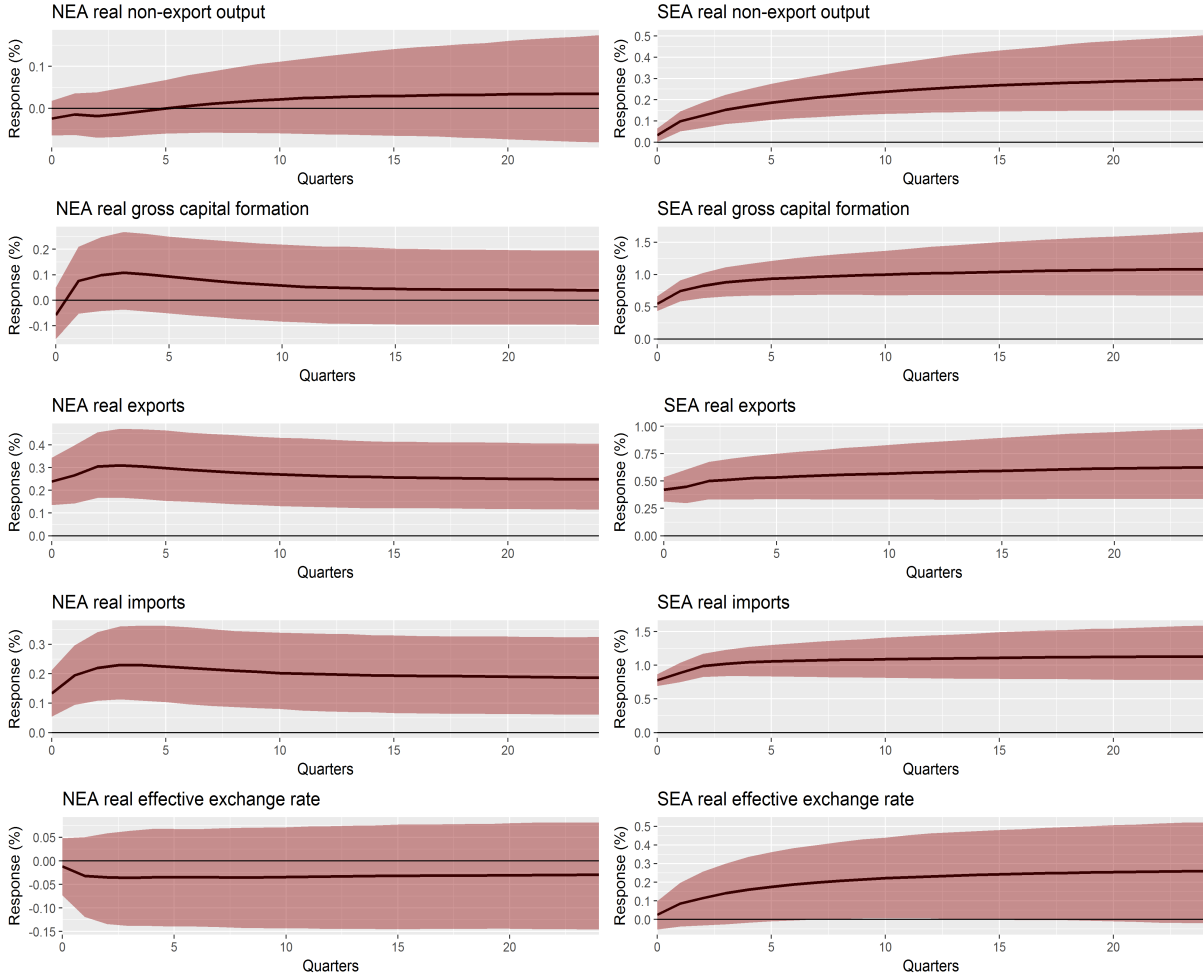 NEA real non-export output
Response (%)
0.1
0.0
0 5 10 15 20
Quarters
SEA real non-export output
Response (%)
0.5
0.4
0.3
0.2
0.1
0.0
0 5 10 15 20
Quarters
NEA real gross capital formation
Response (%)
0.2
0.1
0.0
-0.1
0 5 10 15 20
Quarters
SEA real gross capital formation
Response (%)
1.5
1.0
0.5
0.0
0 5 10 15 20
Quarters
NEA real exports
Response (%)
0.4
0.3
0.2
0.1
0.0
0 5 10 15 20
Quarters
SEA real exports
Response (%)
1.00
0.75
0.50
0.25
0.00
0 5 10 15 20
Quarters
NEA real imports
Response (%)
0.3
0.2
0.1
0.0
0 5 10 15 20
Quarters
SEA real imports
Response (%)
1.5
1.0
0.5
0.0
0 5 10 15 20
Quarters
NEA real effective exchange rate
Response (%)
0.05
0.00
-0.05
-0.10
-0.15
0 5 10 15 20
Quarters
SEA real effective exchange rate
Response (%)
0.5
0.4
0.3
0.2
0.1
0.0
0 5 10 15 20
Quarters